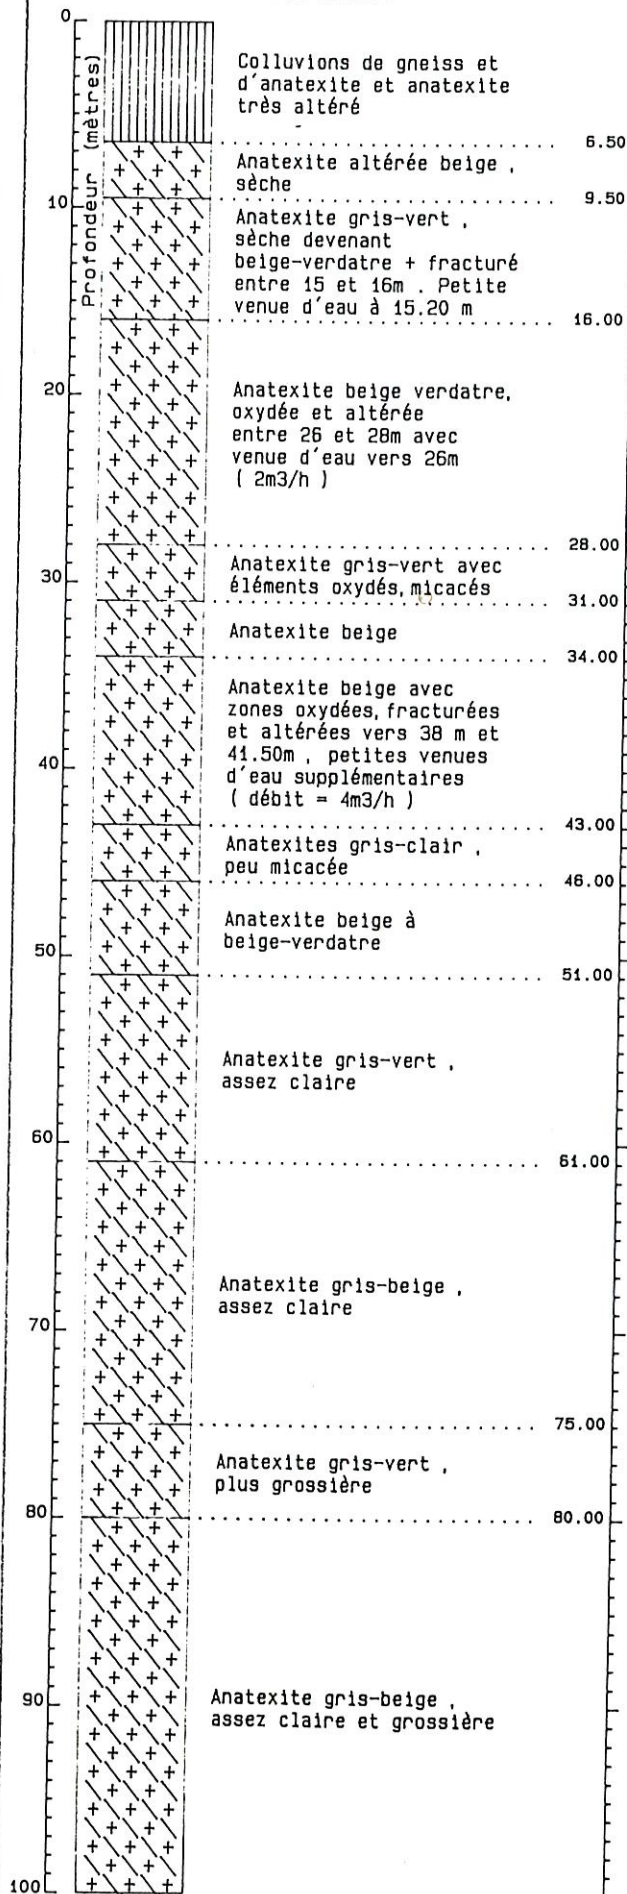 0
Profondeur (mètres)
Colluvions de gneiss et
d'anatexite et anatexite
très altéré
6.50
Anatexite altérée beige ,
sèche
9.50
10
Anatexite gris-vert ,
sèche devenant
beige-verdatre + fracturé
entre 15 et 16m . Petite
venue d'eau à 15.20 m
16.00
20
Anatexite beige verdatre,
oxydée et altérée
entre 26 et 28m avec
venue d'eau vers 26m
( 2m3/h )
28.00
Anatexite gris-vert avec
éléments oxydés, micacés
30
31.00
Anatexite beige
34.00
Anatexite beige avec
zones oxydées, fracturées
et altérées vers 38 m et
41.50m , petites venues
d'eau supplémentaires
( débit = 4m3/h )
40
43.00
Anatexites gris-clair ,
peu micacée
46.00
Anatexite beige à
beige-verdatre
50
51.00
Anatexite gris-vert ,
assez claire
60
61.00
Anatexite gris-beige ,
assez claire
70
75.00
Anatexite gris-vert ,
plus grossière
80
80.00
Anatexite gris-beige ,
assez claire et grossière
90
100